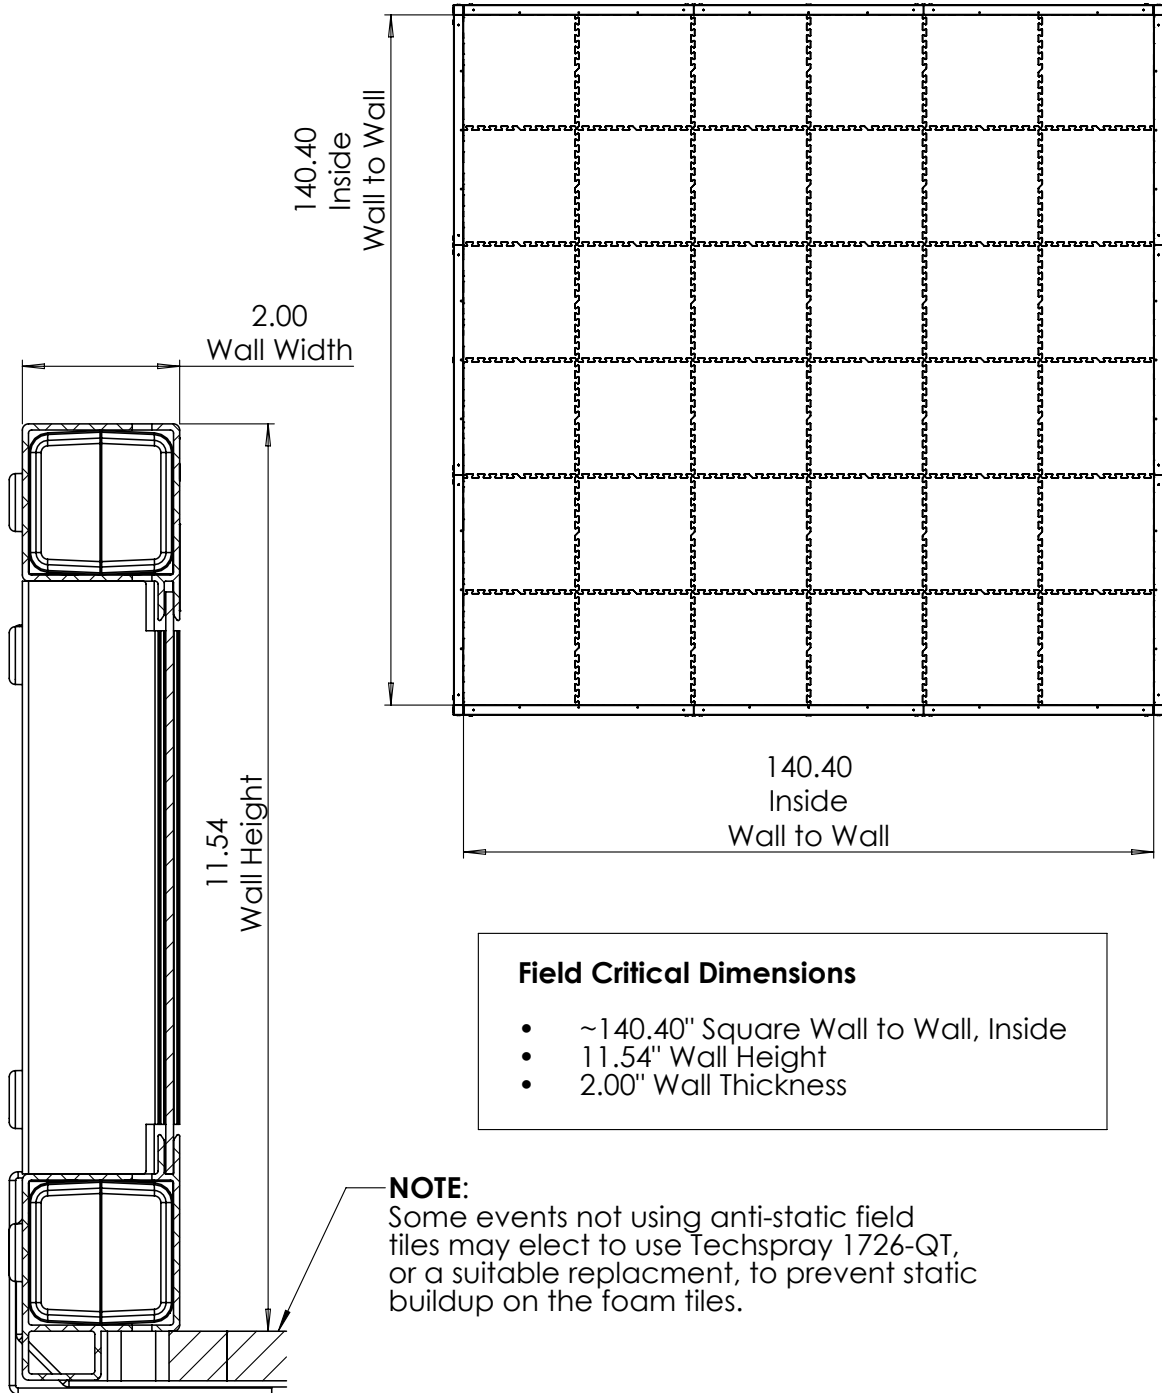 140.40
Inside
Wall to Wall
2.00
Wall Width
11.54
Wall Height
140.40
Inside
Wall to Wall
Field Critical Dimensions
• ~140.40" Square Wall to Wall, Inside
• 11.54" Wall Height
• 2.00" Wall Thickness
NOTE:
Some events not using anti-static field
tiles may elect to use Techspray 1726-QT,
or a suitable replacment, to prevent static
buildup on the foam tiles.